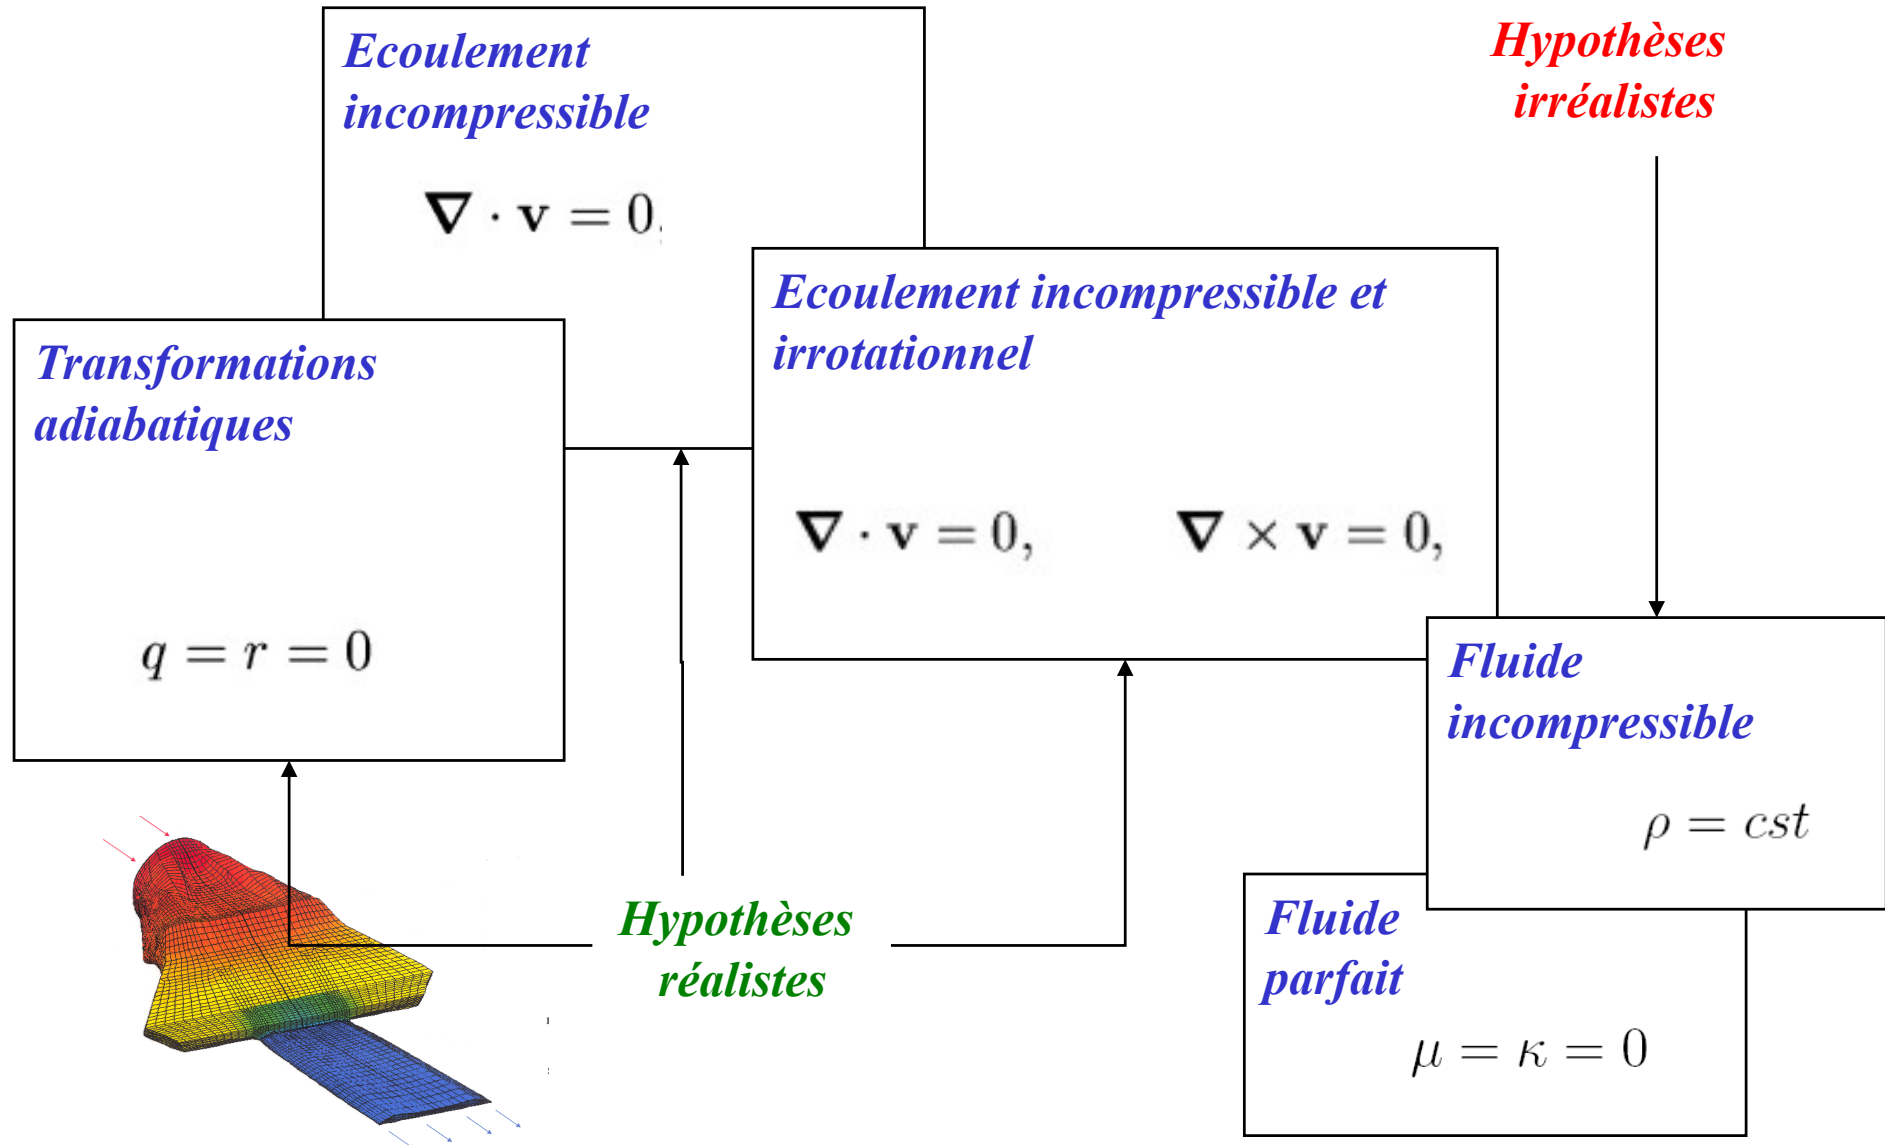 Ecoulement
incompressible
∇ · v = 0,
Hypothèses
irréalistes
Ecoulement incompressible et
irrotationnel
∇ · v = 0, ∇ × v = 0,
Transformations
adiabatiques
q = r = 0
Fluide
incompressible
ρ = cst
Hypothèses
réalistes
Fluide
parfait
μ = κ = 0